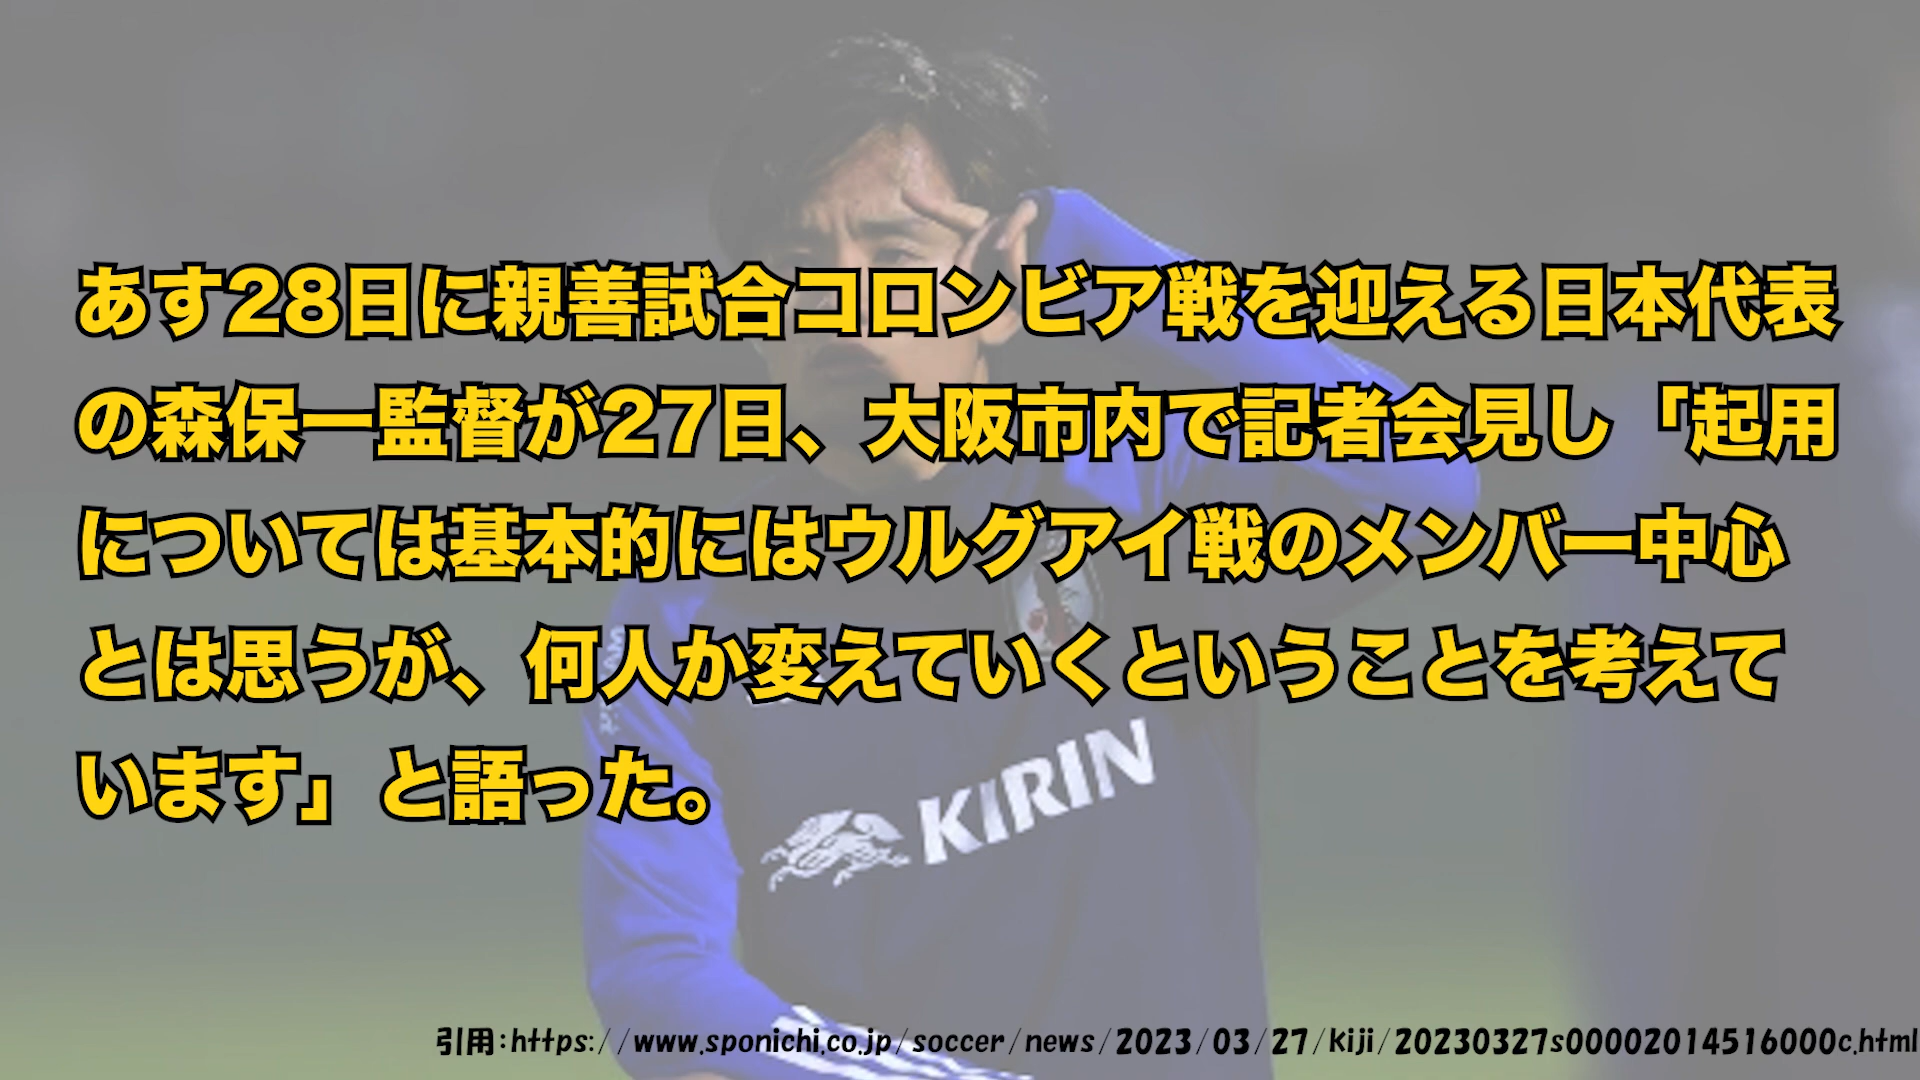 あす28日に親善試合コロンビア戦を迎える日本代表
の森保一監督が27日、大阪市内で記者会見し「起用
については基本的にはウルグアイ戦のメンバー中心
とは思うが、何人か変えていくということを考えて
います」と語った。
KIRIN
引用:https://www.sponichi.co.jp/soccer/news/2023/03/27/kiji/20230327s00002014516000c.html